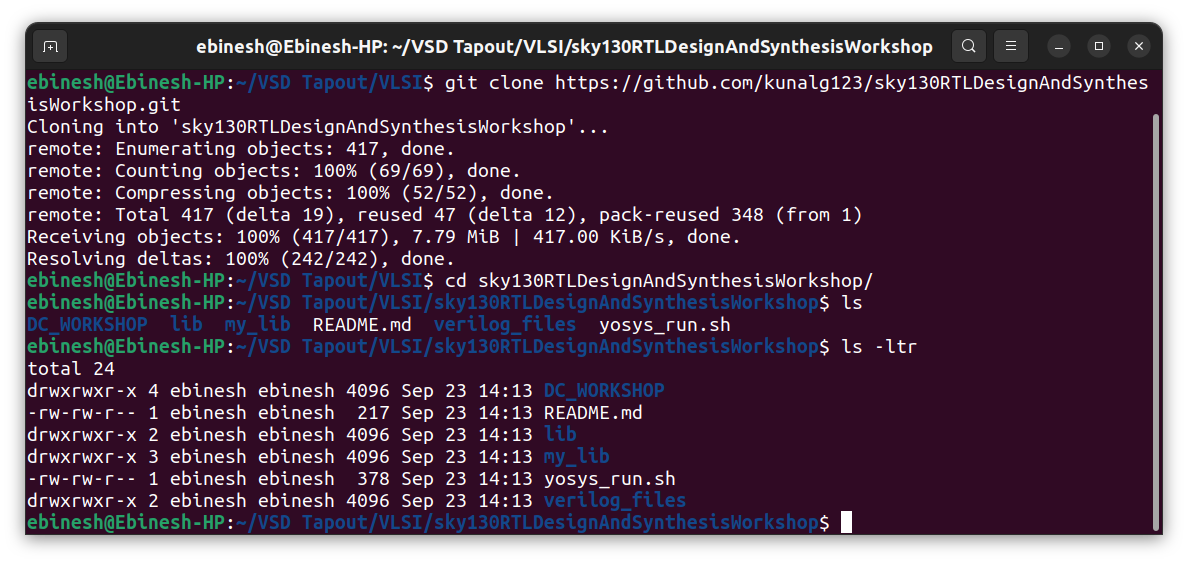 ebinesh@Ebinesh-HP: ~/VSD Tapout/VLSI/sky130RTLDesignAndSynthesisWorkshop
ebinesh@Ebinesh-HP:~/VSD Tapout/VLSI$ git clone https://github.com/kunalg123/sky130RTLDesignAndSynthes
isWorkshop.git
Cloning into 'sky130RTLDesignAndSynthesisWorkshop'...
remote: Enumerating objects: 417, done.
remote: Counting objects: 100% (69/69), done.
remote: Compressing objects: 100% (52/52), done.
remote: Total 417 (delta 19), reused 47 (delta 12), pack-reused 348 (from 1)
Receiving objects: 100% (417/417), 7.79 MiB | 417.00 KiB/s, done.
Resolving deltas: 100% (242/242), done.
ebinesh@Ebinesh-HP:~/VSD Tapout/VLSI$ cd sky130RTLDesignAndSynthesisWorkshop/
ebinesh@Ebinesh-HP:~/VSD Tapout/VLSI/sky130RTLDesignAndSynthesisWorkshop$ ls
DC_WORKSHOP  lib  my_lib  README.md  verilog_files  yosys_run.sh
ebinesh@Ebinesh-HP:~/VSD Tapout/VLSI/sky130RTLDesignAndSynthesisWorkshop$ ls -ltr
total 24
drwxrwxr-x 4 ebinesh ebinesh 4096 Sep 23 14:13 DC_WORKSHOP
-rw-rw-r-- 1 ebinesh ebinesh  217 Sep 23 14:13 README.md
drwxrwxr-x 2 ebinesh ebinesh 4096 Sep 23 14:13 lib
drwxrwxr-x 3 ebinesh ebinesh 4096 Sep 23 14:13 my_lib
-rw-rw-r-- 1 ebinesh ebinesh  378 Sep 23 14:13 yosys_run.sh
drwxrwxr-x 2 ebinesh ebinesh 4096 Sep 23 14:13 verilog_files
ebinesh@Ebinesh-HP:~/VSD Tapout/VLSI/sky130RTLDesignAndSynthesisWorkshop$